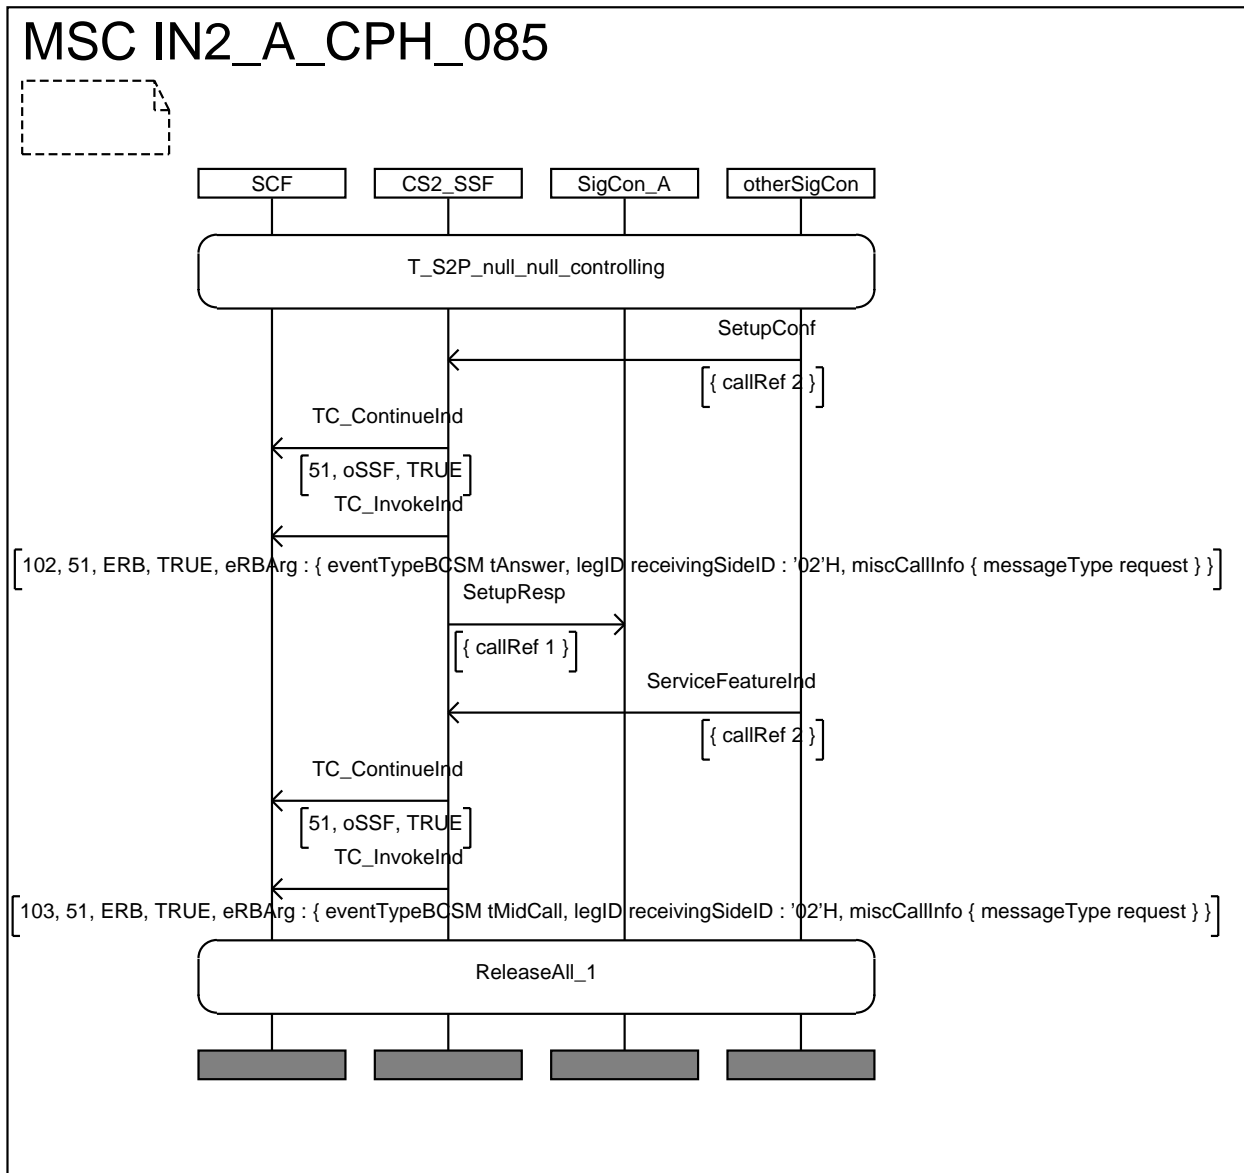 MSC IN2_A_CPH_085
SCF CS2_SSF SigCon_A otherSigCon
T_S2P_null_null_controlling
SetupConf
{ callRef 2 }
TC_ContinueInd
51, oSSF, TRUE
TC_InvokeInd
102, 51, ERB, TRUE, eRBArg : { eventTypeBCSM tAnswer, legID receivingSideID : '02'H, miscCallInfo { messageType request } }
SetupResp
{ callRef 1 }
ServiceFeatureInd
{ callRef 2 }
TC_ContinueInd
51, oSSF, TRUE
TC_InvokeInd
103, 51, ERB, TRUE, eRBArg : { eventTypeBCSM tMidCall, legID receivingSideID : '02'H, miscCallInfo { messageType request } }
ReleaseAll_1